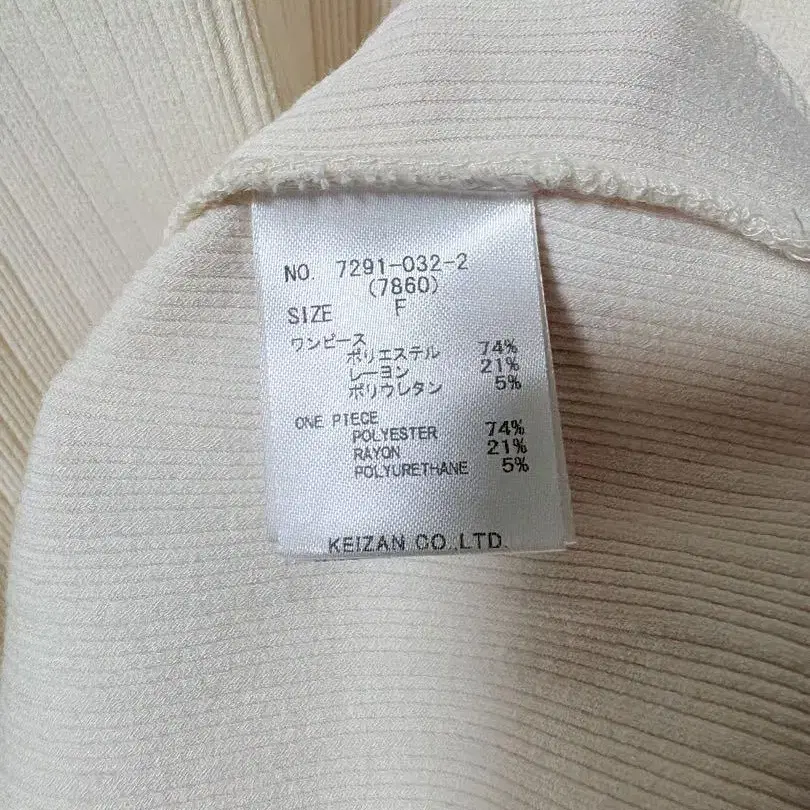 NO. 7291-032-2
(7860)
SIZE F
ワンピース
ポリエステル 74%
レーヨン 21%
ポリウレタン 5%
ONE PIECE
POLYESTER 74%
RAYON 21%
POLYURETHANE 5%
KEIZAN CO.,LTD.